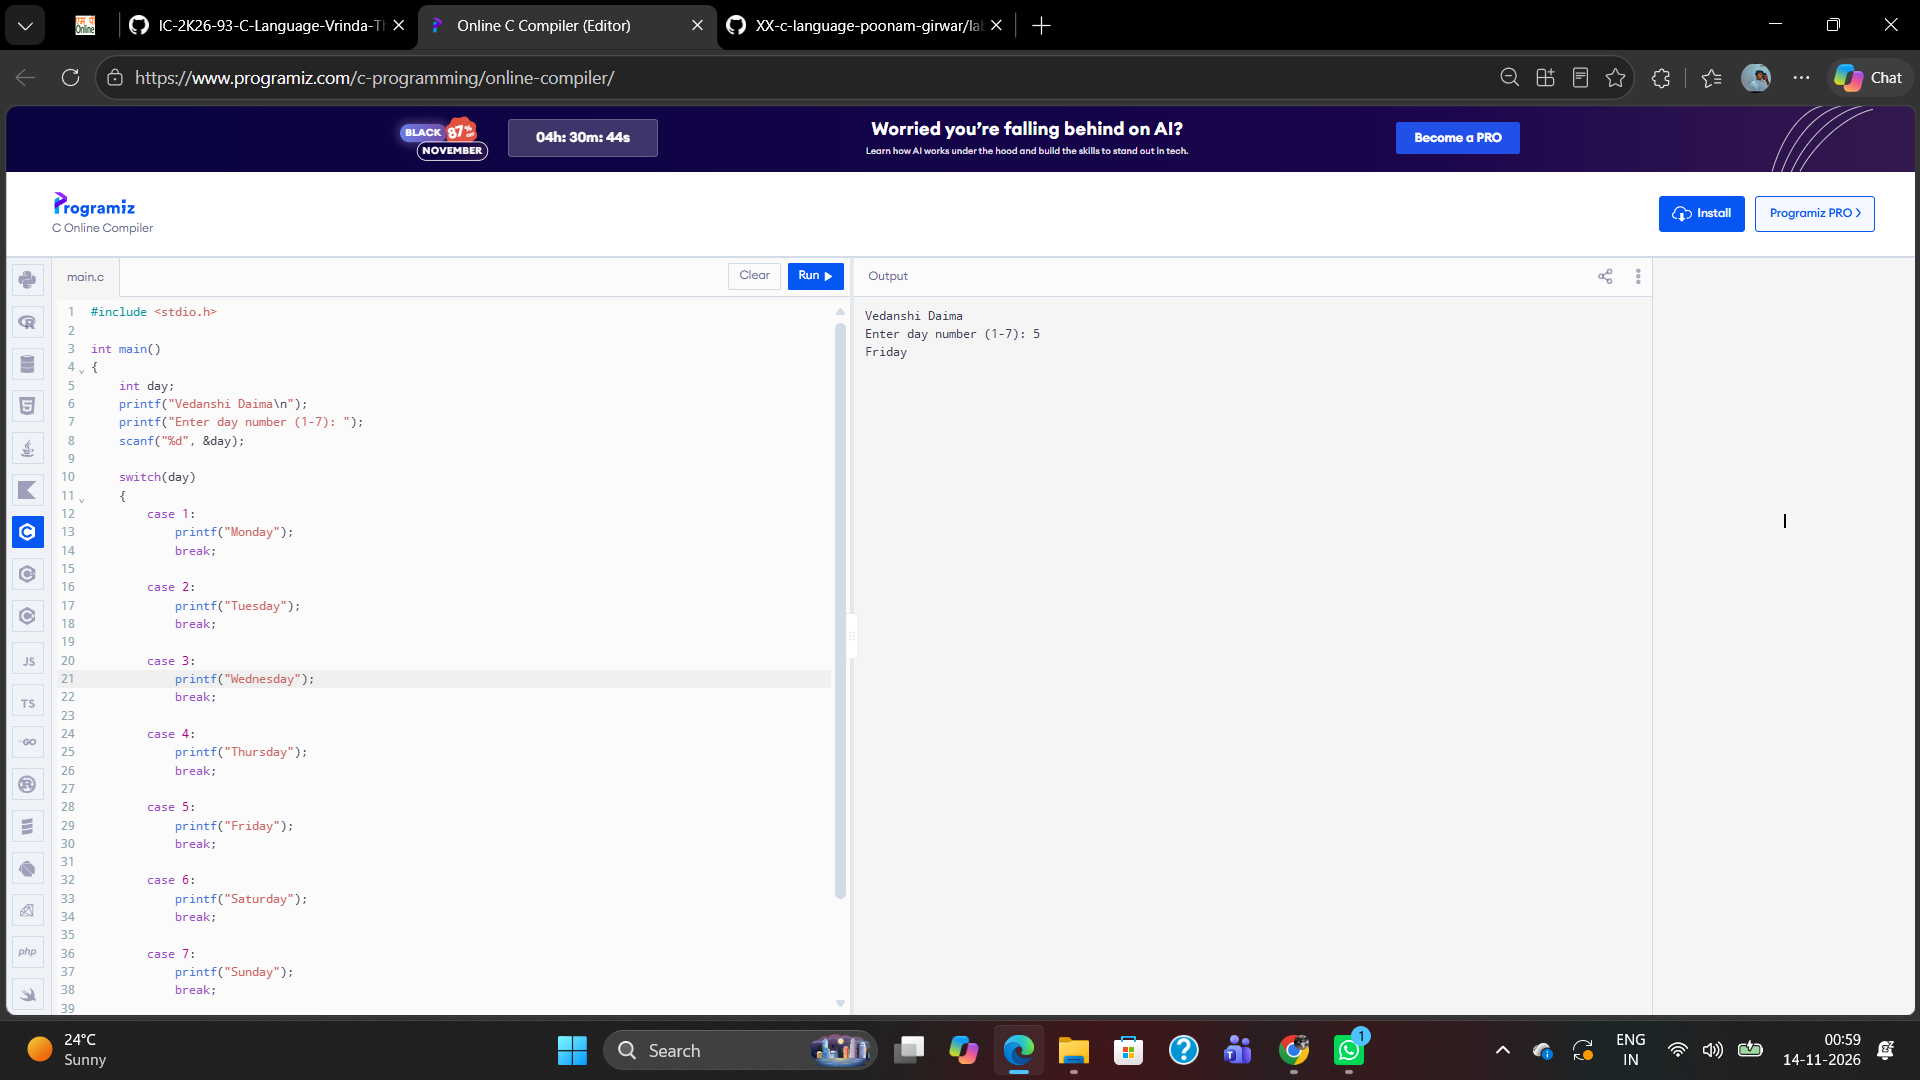 IC-2K26-93-C-Language-Vrinda-Th
Online C Compiler (Editor)
XX-c-language-poonam-girwar/la
https://www.programiz.com/c-programming/online-compiler/
Chat
BLACK 87% OFF
NOVEMBER
04h: 30m: 44s
Worried you’re falling behind on AI?
Learn how AI works under the hood and build the skills to stand out in tech.
Become a PRO
Programiz
C Online Compiler
Install
Programiz PRO >
main.c
Clear
Run
Output
1 #include <stdio.h>
2
3 int main()
4 {
5 int day;
6 printf("Vedanshi Daima\n");
7 printf("Enter day number (1-7): ");
8 scanf("%d", &day);
9
10 switch(day)
11 {
12 case 1:
13 printf("Monday");
14 break;
15
16 case 2:
17 printf("Tuesday");
18 break;
19
20 case 3:
21 printf("Wednesday");
22 break;
23
24 case 4:
25 printf("Thursday");
26 break;
27
28 case 5:
29 printf("Friday");
30 break;
31
32 case 6:
33 printf("Saturday");
34 break;
35
36 case 7:
37 printf("Sunday");
38 break;
39
Vedanshi Daima
Enter day number (1-7): 5
Friday
JS
TS
GO
php
24°C
Sunny
Search
1
ENG
IN
00:59
14-11-2026